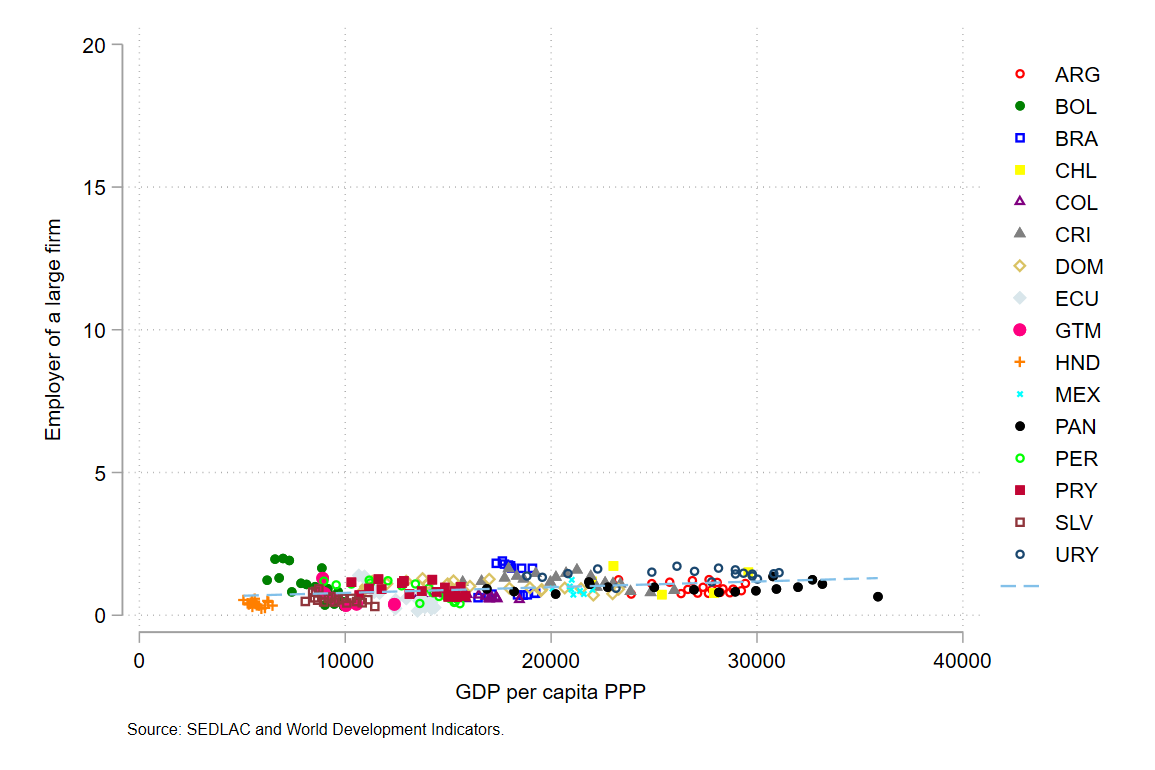 20
15
10
5
0
Employer of a large firm
0 10000 20000 30000 40000
GDP per capita PPP
ARG
BOL
BRA
CHL
COL
CRI
DOM
ECU
GTM
HND
MEX
PAN
PER
PRY
SLV
URY
Source: SEDLAC and World Development Indicators.